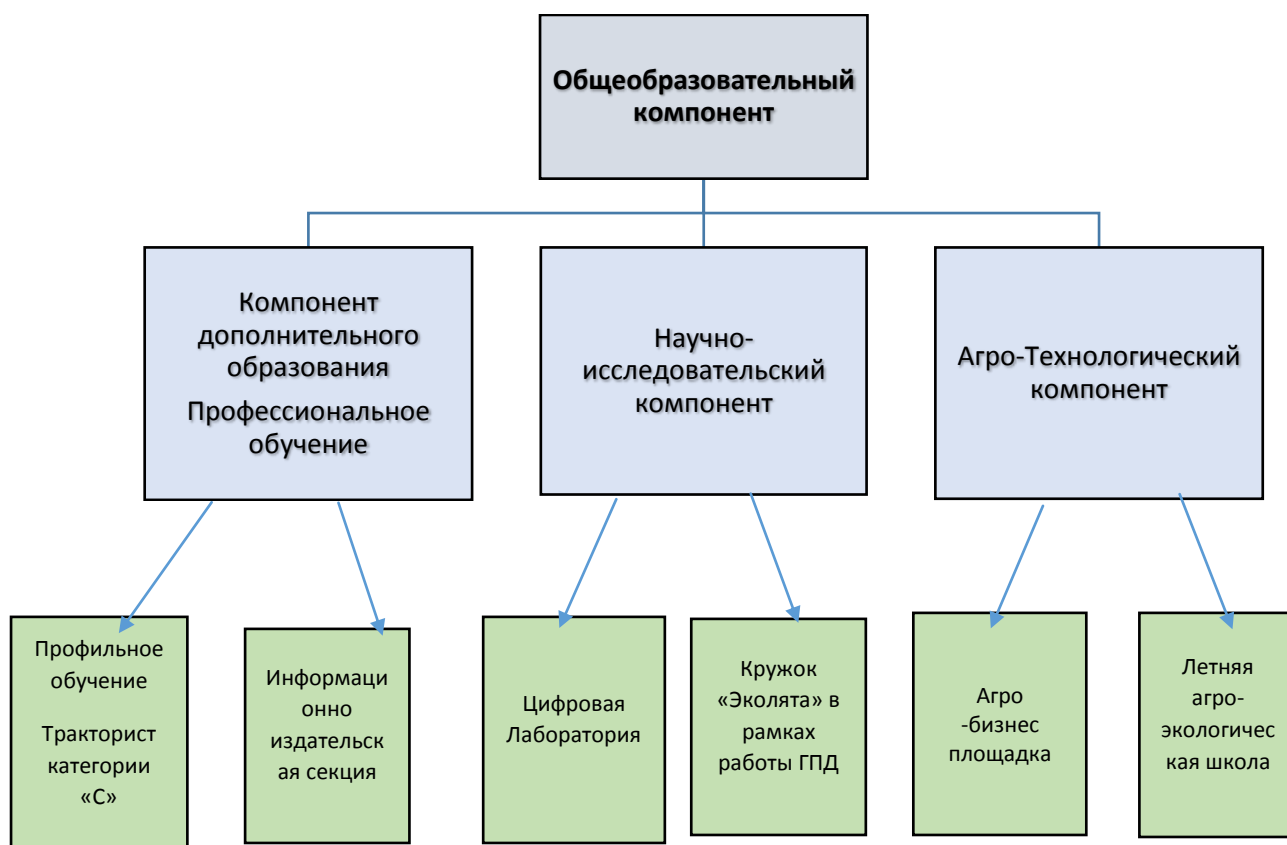 Общеобразовательный
компонент
Компонент
дополнительного
образования
Профессиональное
обучение
Научно-
исследовательский
компонент
Агро-Технологический
компонент
Профильное
обучение
Тракторист
категории
«С»
Информаци
онно
издательск
ая секция
Цифровая
Лаборатория
Кружок
«Эколята» в
рамках
работы ГПД
Агро
-бизнес
площадка
Летняя
агро-
экологичес
кая школа